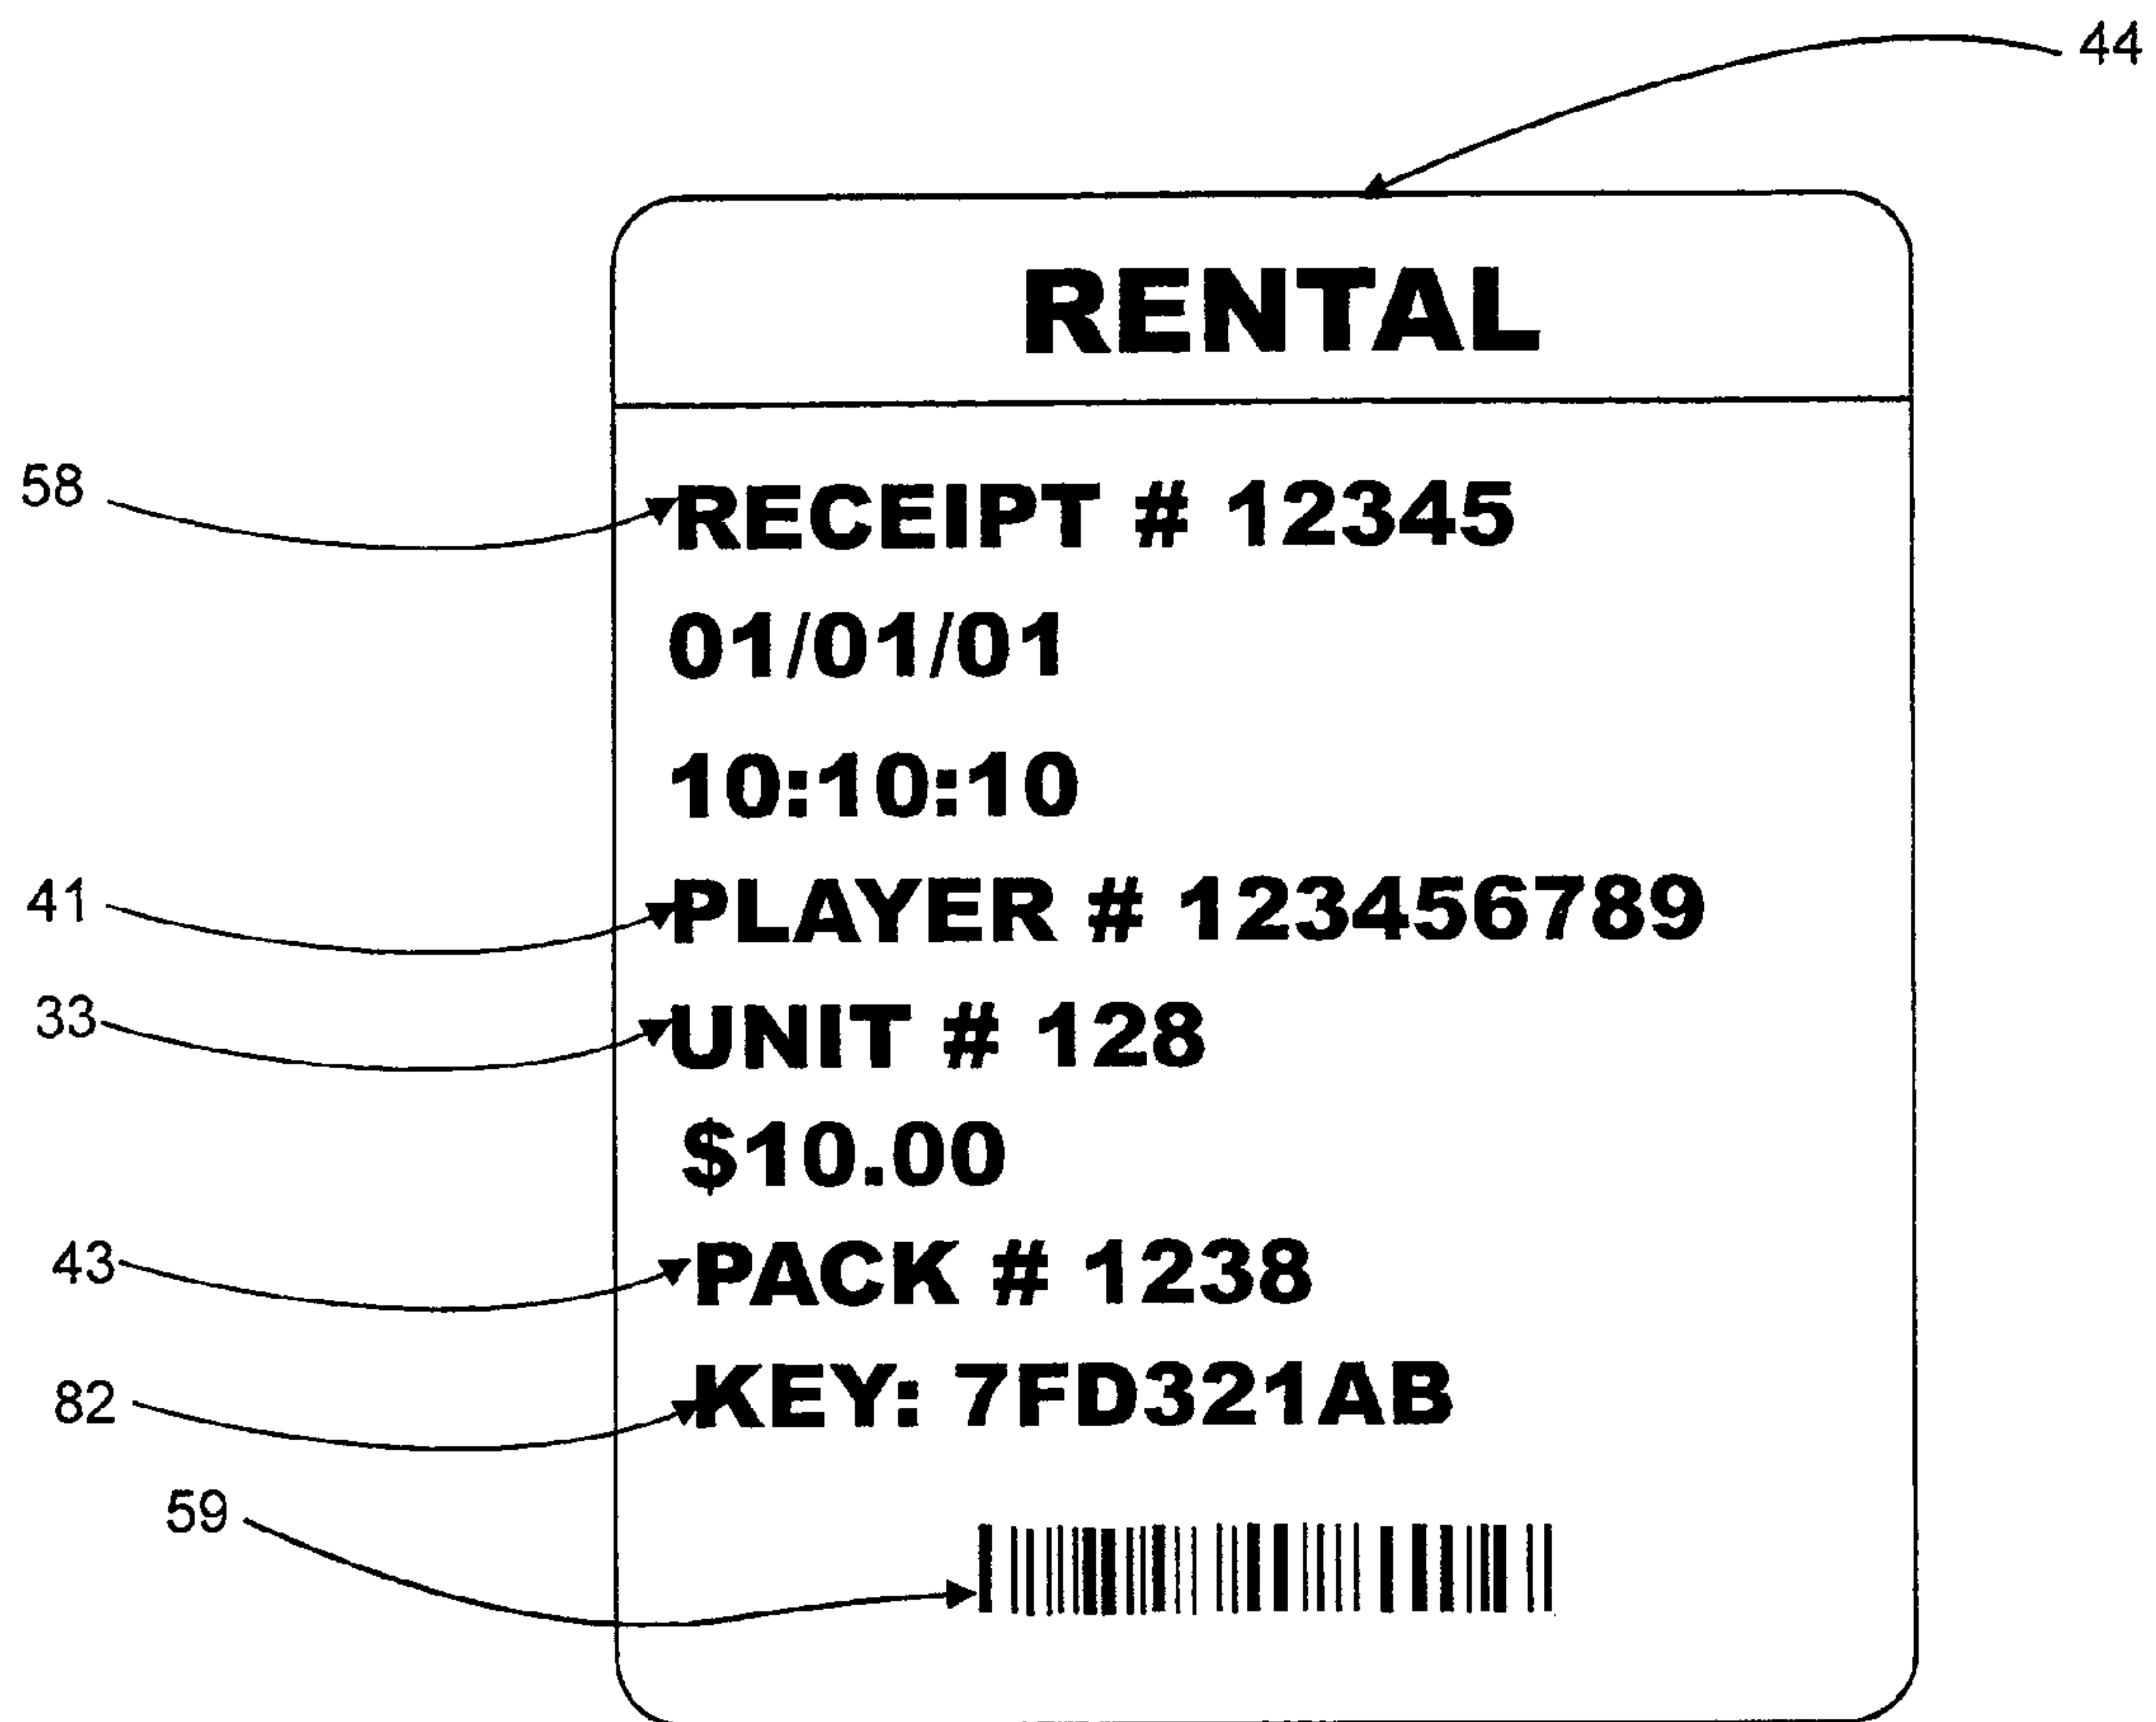 44
RENTAL
58
RECEIPT # 12345
01/01/01
10:10:10
41
PLAYER # 123456789
33
UNIT # 128
$10.00
43
PACK # 1238
82
KEY: 7FD321AB
59